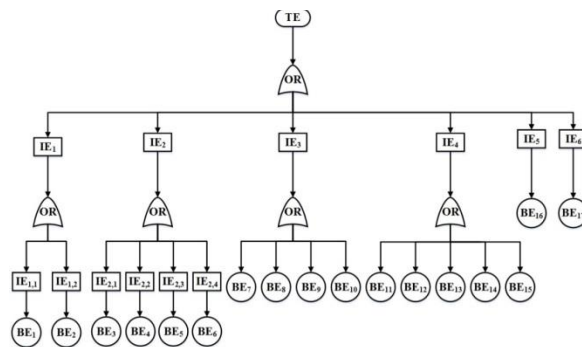 TE
OR
IE₁ IE₂ IE₃ IE₄ IE₅ IE₆
OR OR OR OR BE₁₆ BE₁₇
IE₁,₁ IE₁,₂ IE₂,₁ IE₂,₂ IE₂,₃ IE₂,₄ BE₇ BE₈ BE₉ BE₁₀ BE₁₁ BE₁₂ BE₁₃ BE₁₄ BE₁₅
BE₁ BE₂ BE₃ BE₄ BE₅ BE₆